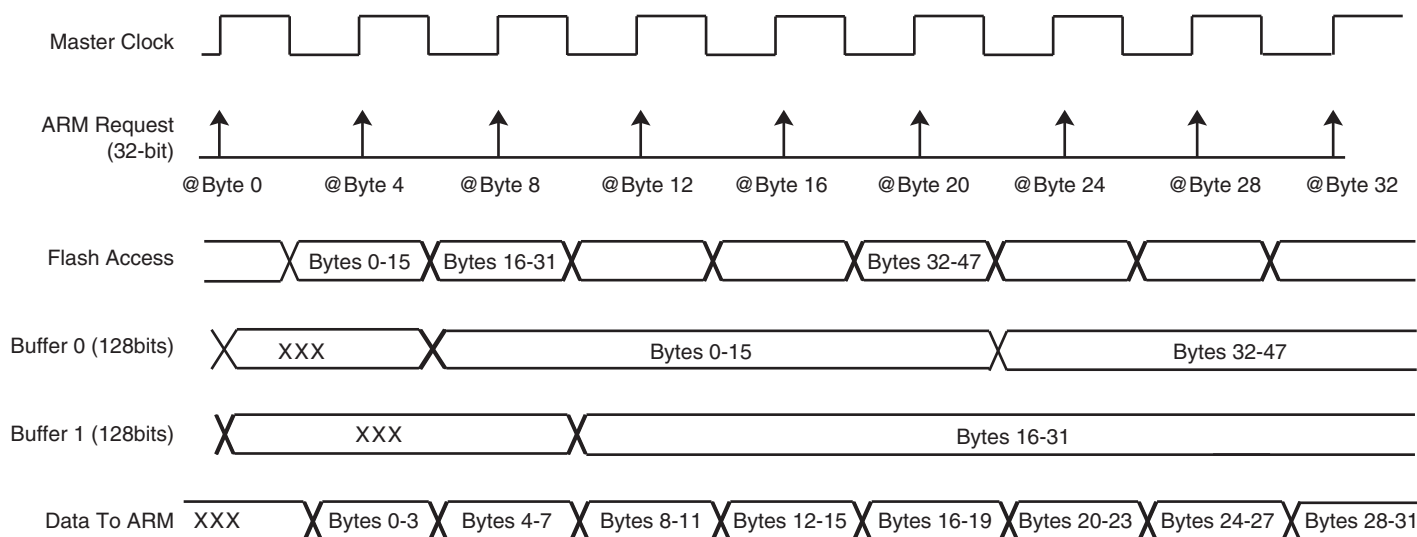 Master Clock
ARM Request
(32-bit)
@Byte 0 @Byte 4 @Byte 8 @Byte 12 @Byte 16 @Byte 20 @Byte 24 @Byte 28 @Byte 32
Flash Access Bytes 0-15 Bytes 16-31 Bytes 32-47
Buffer 0 (128bits) XXX Bytes 0-15 Bytes 32-47
Buffer 1 (128bits) XXX Bytes 16-31
Data To ARM XXX Bytes 0-3 Bytes 4-7 Bytes 8-11 Bytes 12-15 Bytes 16-19 Bytes 20-23 Bytes 24-27 Bytes 28-31